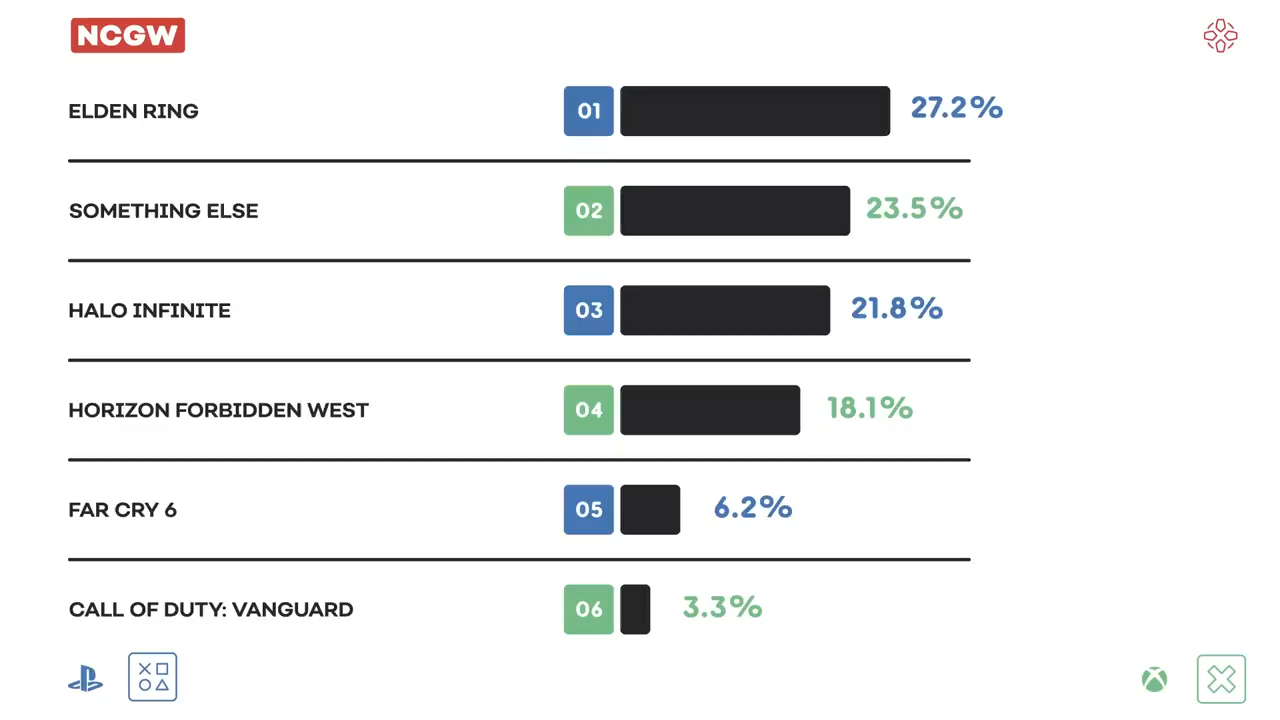 NCGW
ELDEN RING 01 27.2%
SOMETHING ELSE 02 23.5%
HALO INFINITE 03 21.8%
HORIZON FORBIDDEN WEST 04 18.1%
FAR CRY 6 05 6.2%
CALL OF DUTY: VANGUARD 06 3.3%